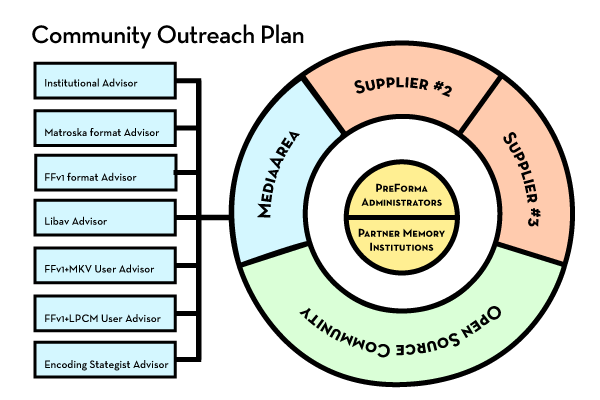 Community Outreach Plan
Institutional Advisor
Matroska format Advisor
FFv1 format Advisor
Libav Advisor
FFv1+MKV User Advisor
FFv1+LPCM User Advisor
Encoding Stategist Advisor
MediaArea
Supplier #2
Supplier #3
PreForma
Administrators
Partner Memory
Institutions
Open Source Community